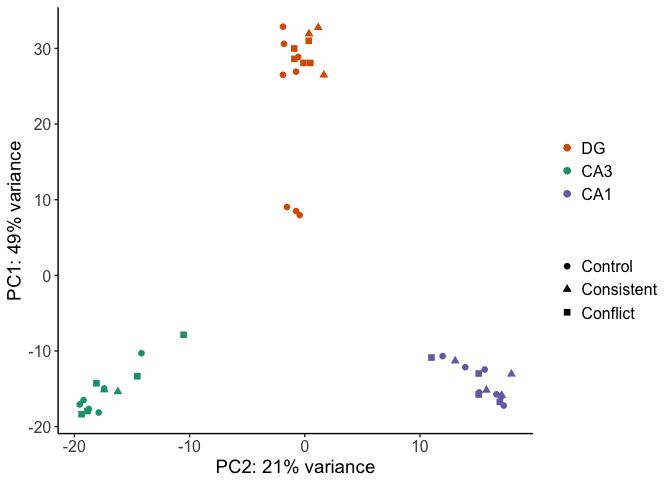 PC1: 49% variance
30
20
10
0
-10
-20
-20
-10
0
10
PC2: 21% variance
DG
CA3
CA1
Control
Consistent
Conflict